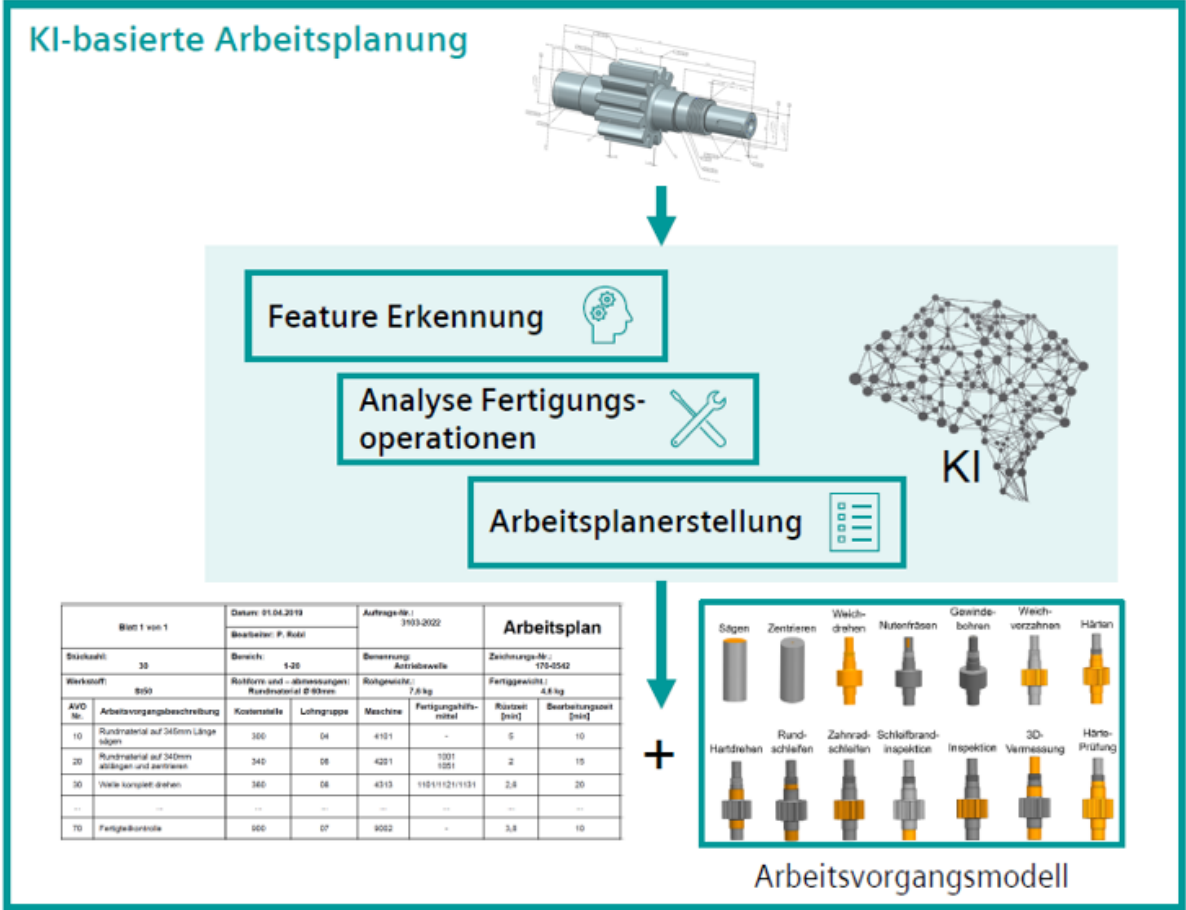 KI-basierte Arbeitsplanung
Feature Erkennung
Analyse Fertigungs-
operationen
KI
Arbeitsplanerstellung
Blatt 1 von 1
Datum: 01.04.2019
Bearbeiter: P. Robl
Auftrags-Nr.:
3103-2022
Arbeitsplan
Stückzahl:
30
Bereich:
1-20
Benennung:
Antriebswelle
Zeichnungs-Nr.:
170-0542
Werkstoff:
St50
Rohform und – abmessungen:
Rundmaterial Ø 60mm
Rohgewicht:
7,6 kg
Fertiggewicht:
4,6 kg
AVO
Nr.
Arbeitsvorgangsbeschreibung
Kostenstelle
Lohngruppe
Maschine
Fertigungshilfs-
mittel
Rüstzeit
[min]
Bearbeitungszeit
[min]
10
Rundmaterial auf 345mm Länge
sägen
300
04
4101
-
5
10
20
Rundmaterial auf 340mm
ablängen und zentrieren
340
08
4201
1001
1051
2
15
30
Welle komplett drehen
360
08
4313
1101/1121/1131
2,8
20
...
...
...
...
...
...
...
...
70
Fertigteilkontrolle
900
07
9002
-
3,8
10
+
Sägen
Zentrieren
Weich-
drehen
Nutenfräsen
Gewinde-
bohren
Weich-
verzahnen
Härten
Hartdrehen
Rund-
schleifen
Zahnrad-
schleifen
Schleifbrand-
inspektion
Inspektion
3D-
Vermessung
Härte-
Prüfung
Arbeitsvorgangsmodell